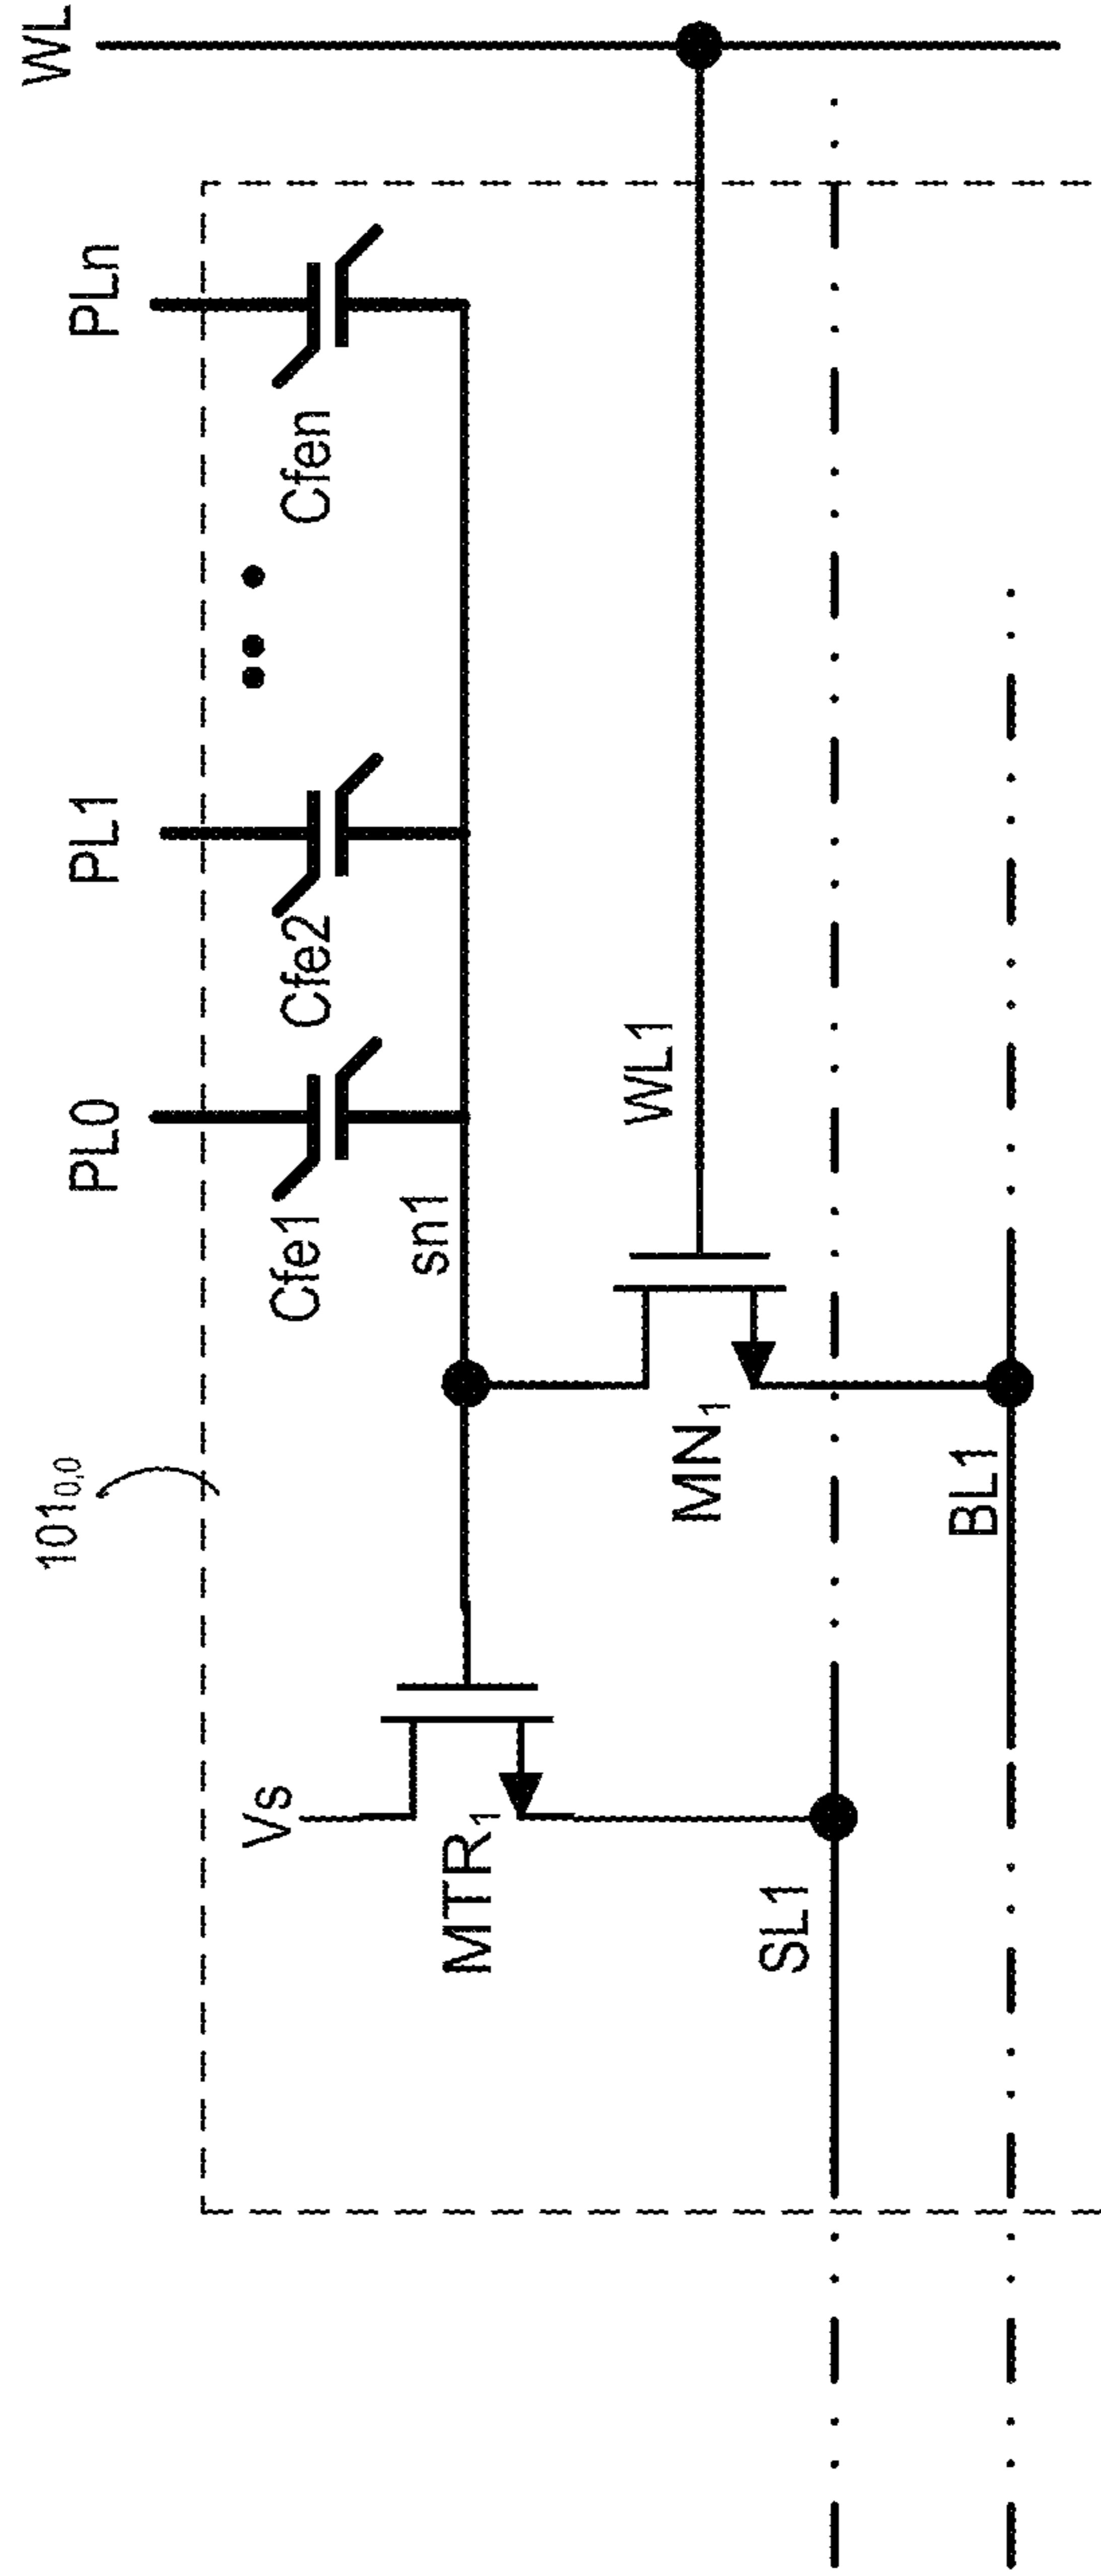 WL
PL0
PL1
PLn
101₀,₀
Cfe1
Cfe2
Cfen
Vs
sn1
MTR₁
WL1
MN₁
SL1
BL1